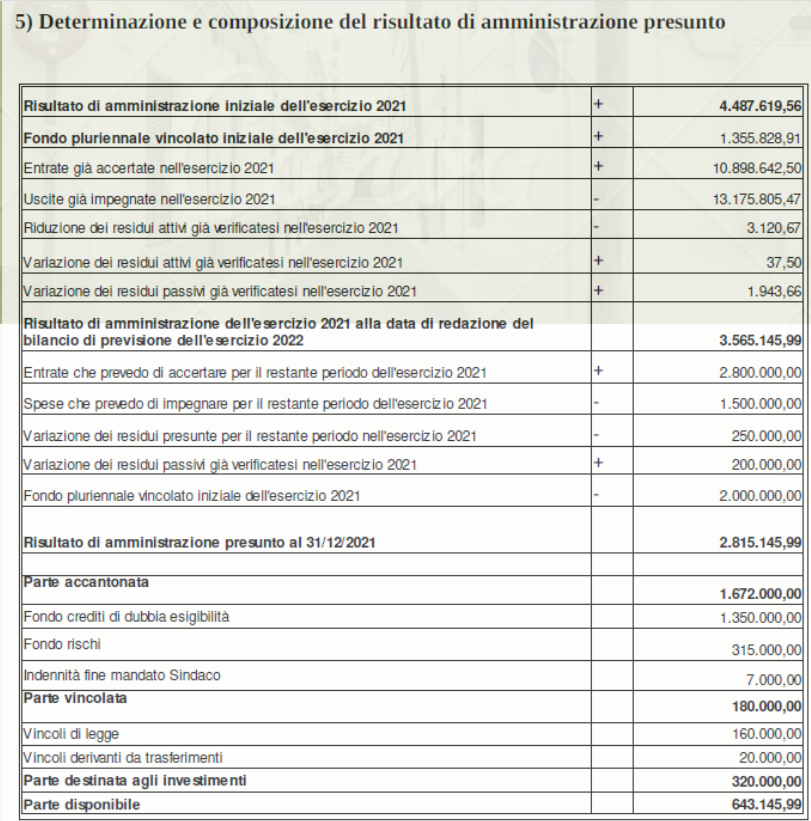 5) Determinazione e composizione del risultato di amministrazione presunto
Risultato di amministrazione iniziale dell'esercizio 2021 + 4.487.619,56
Fondo pluriennale vincolato iniziale dell'esercizio 2021 + 1.355.828,91
Entrate già accertate nell'esercizio 2021 + 10.898.642,50
Uscite già impegnate nell'esercizio 2021 - 13.175.805,47
Riduzione dei residui attivi già verificatesi nell'esercizio 2021 - 3.120,67
Variazione dei residui attivi già verificatesi nell'esercizio 2021 + 37,50
Variazione dei residui passivi già verificatesi nell'esercizio 2021 + 1.943,66
Risultato di amministrazione dell'esercizio 2021 alla data di redazione del
bilancio di previsione dell'esercizio 2022 3.565.145,99
Entrate che prevedo di accertare per il restante periodo dell'esercizio 2021 + 2.800.000,00
Spese che prevedo di impegnare per il restante periodo dell'esercizio 2021 - 1.500.000,00
Variazione dei residui presunte per il restante periodo nell'esercizio 2021 - 250.000,00
Variazione dei residui passivi già verificatesi nell'esercizio 2021 + 200.000,00
Fondo pluriennale vincolato iniziale dell'esercizio 2021 - 2.000.000,00
Risultato di amministrazione presunto al 31/12/2021 2.815.145,99
Parte accantonata 1.672.000,00
Fondo crediti di dubbia esigibilità 1.350.000,00
Fondo rischi 315.000,00
Indennità fine mandato Sindaco 7.000,00
Parte vincolata 180.000,00
Vincoli di legge 160.000,00
Vincoli derivanti da trasferimenti 20.000,00
Parte destinata agli investimenti 320.000,00
Parte disponibile 643.145,99